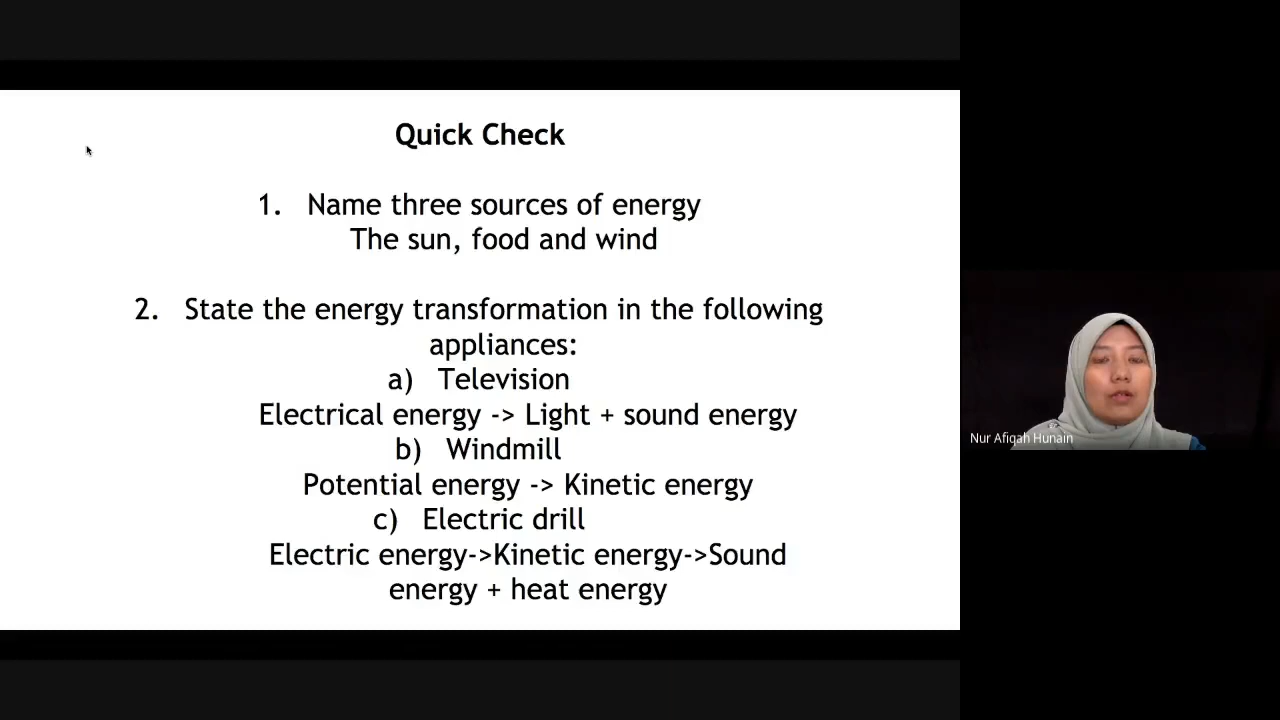 Quick Check
1. Name three sources of energy
The sun, food and wind
2. State the energy transformation in the following
appliances:
a) Television
Electrical energy -> Light + sound energy
b) Windmill
Potential energy -> Kinetic energy
c) Electric drill
Electric energy->Kinetic energy->Sound
energy + heat energy
Nur Afiqah Hunain